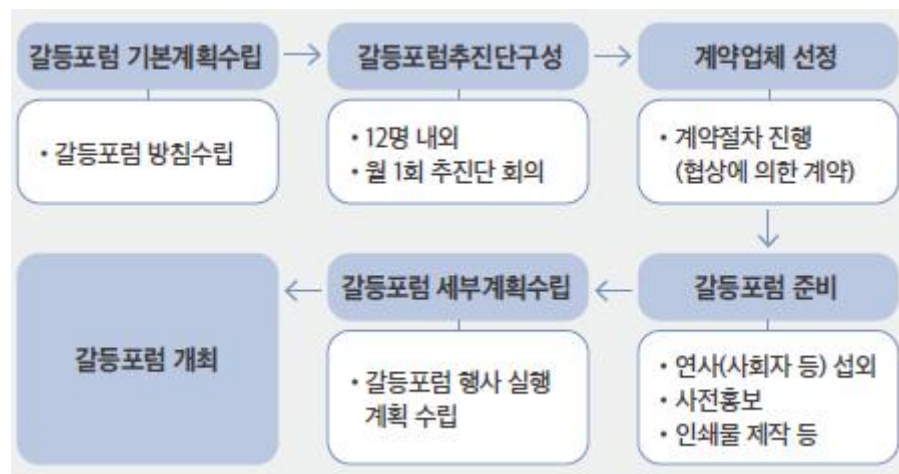 갈등포럼 기본계획수립
• 갈등포럼 방침수립
갈등포럼추진단구성
• 12명 내외
• 월 1회 추진단 회의
계약업체 선정
• 계약절차 진행
(협상에 의한 계약)
갈등포럼 준비
• 연사(사회자 등) 섭외
• 사전홍보
• 인쇄물 제작 등
갈등포럼 세부계획수립
• 갈등포럼 행사 실행
계획 수립
갈등포럼 개최